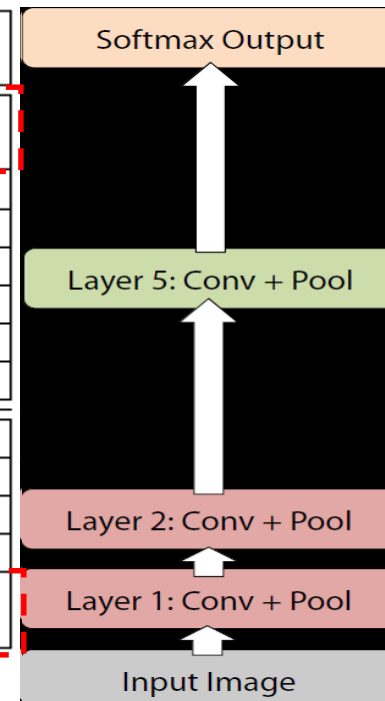 Softmax Output
Layer 5: Conv + Pool
Layer 2: Conv + Pool
Layer 1: Conv + Pool
Input Image